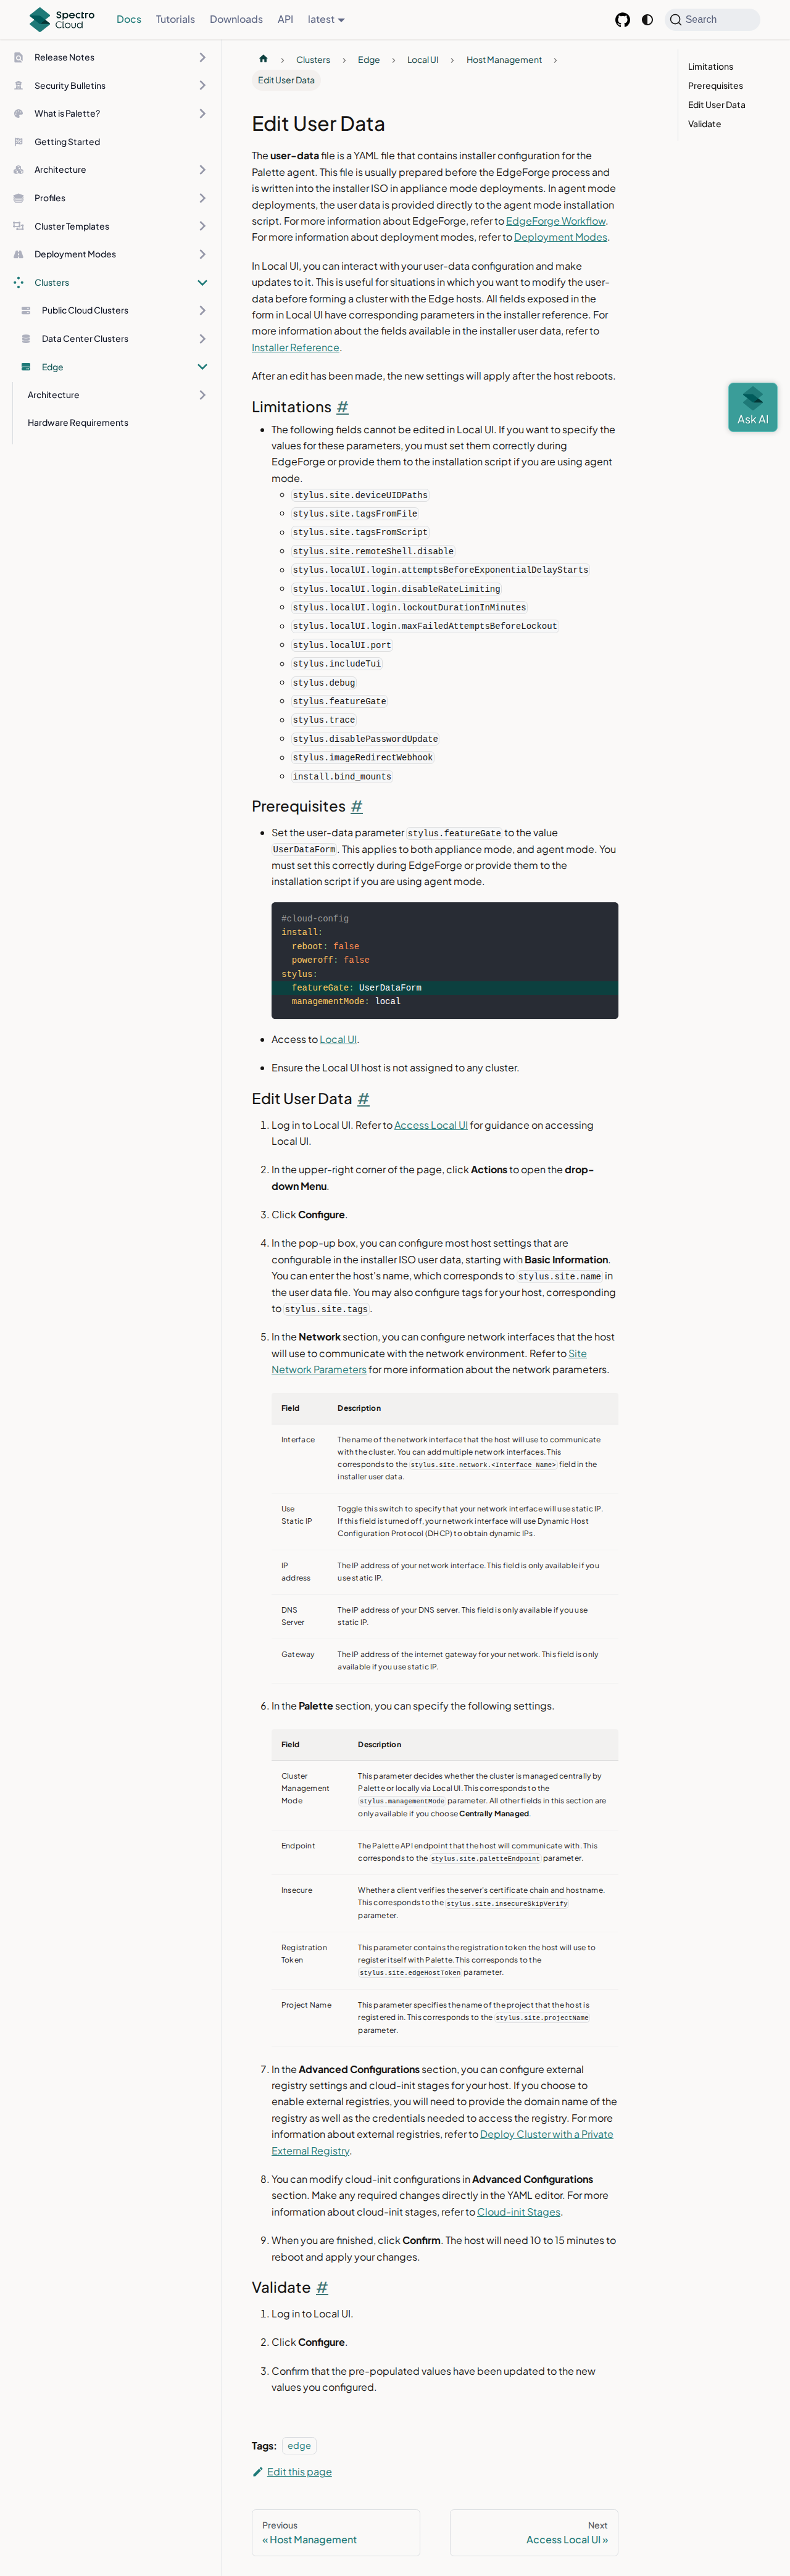 Spectro Cloud
Docs
Tutorials
Downloads
API
latest
Search
Release Notes
Security Bulletins
What is Palette?
Getting Started
Architecture
Profiles
Cluster Templates
Deployment Modes
Clusters
Public Cloud Clusters
Data Center Clusters
Edge
Architecture
Hardware Requirements
Clusters
Edge
Local UI
Host Management
Edit User Data
Limitations
Prerequisites
Edit User Data
Validate
Edit User Data
The user-data file is a YAML file that contains installer configuration for the
Palette agent. This file is usually prepared before the EdgeForge process and
is written into the installer ISO in appliance mode deployments. In agent mode
deployments, the user data is provided directly to the agent mode installation
script. For more information about EdgeForge, refer to EdgeForge Workflow.
For more information about deployment modes, refer to Deployment Modes.
In Local UI, you can interact with your user-data configuration and make
updates to it. This is useful for situations in which you want to modify the user-
data before forming a cluster with the Edge hosts. All fields exposed in the
form in Local UI have corresponding parameters in the installer reference. For
more information about the fields available in the installer user data, refer to
Installer Reference.
After an edit has been made, the new settings will apply after the host reboots.
Ask AI
Limitations #
The following fields cannot be edited in Local UI. If you want to specify the
values for these parameters, you must set them correctly during
EdgeForge or provide them to the installation script if you are using agent
mode.
stylus.site.deviceUIDPaths
stylus.site.tagsFromFile
stylus.site.tagsFromScript
stylus.site.remoteShell.disable
stylus.localUI.login.attemptsBeforeExponentialDelayStarts
stylus.localUI.login.disableRateLimiting
stylus.localUI.login.lockoutDurationInMinutes
stylus.localUI.login.maxFailedAttemptsBeforeLockout
stylus.localUI.port
stylus.includeTui
stylus.debug
stylus.featureGate
stylus.trace
stylus.disablePasswordUpdate
stylus.imageRedirectWebhook
install.bind_mounts
Prerequisites #
Set the user-data parameter stylus.featureGate to the value
UserDataForm. This applies to both appliance mode, and agent mode. You
must set this correctly during EdgeForge or provide them to the
installation script if you are using agent mode.
#cloud-config
install:
reboot: false
poweroff: false
stylus:
featureGate: UserDataForm
managementMode: local
Access to Local UI.
Ensure the Local UI host is not assigned to any cluster.
Edit User Data #
1. Log in to Local UI. Refer to Access Local UI for guidance on accessing
Local UI.
2. In the upper-right corner of the page, click Actions to open the drop-
down Menu.
3. Click Configure.
4. In the pop-up box, you can configure most host settings that are
configurable in the installer ISO user data, starting with Basic Information.
You can enter the host's name, which corresponds to stylus.site.name in
the user data file. You may also configure tags for your host, corresponding
to stylus.site.tags.
5. In the Network section, you can configure network interfaces that the host
will use to communicate with the network environment. Refer to Site
Network Parameters for more information about the network parameters.
Field
Description
Interface
The name of the network interface that the host will use to communicate
with the cluster. You can add multiple network interfaces. This
corresponds to the stylus.site.network.<Interface Name> field in the
installer user data.
Use
Static IP
Toggle this switch to specify that your network interface will use static IP.
If this field is turned off, your network interface will use Dynamic Host
Configuration Protocol (DHCP) to obtain dynamic IPs.
IP
address
The IP address of your network interface. This field is only available if you
use static IP.
DNS
Server
The IP address of your DNS server. This field is only available if you use
static IP.
Gateway
The IP address of the internet gateway for your network. This field is only
available if you use static IP.
6. In the Palette section, you can specify the following settings.
Field
Description
Cluster
Management
Mode
This parameter decides whether the cluster is managed centrally by
Palette or locally via Local UI. This corresponds to the
stylus.managementMode parameter. All other fields in this section are
only available if you choose Centrally Managed.
Endpoint
The Palette API endpoint that the host will communicate with. This
corresponds to the stylus.site.paletteEndpoint parameter.
Insecure
Whether a client verifies the server's certificate chain and hostname.
This corresponds to the stylus.site.insecureSkipVerify
parameter.
Registration
Token
This parameter contains the registration token the host will use to
register itself with Palette. This corresponds to the
stylus.site.edgeHostToken parameter.
Project Name
This parameter specifies the name of the project that the host is
registered in. This corresponds to the stylus.site.projectName
parameter.
7. In the Advanced Configurations section, you can configure external
registry settings and cloud-init stages for your host. If you choose to
enable external registries, you will need to provide the domain name of the
registry as well as the credentials needed to access the registry. For more
information about external registries, refer to Deploy Cluster with a Private
External Registry.
8. You can modify cloud-init configurations in Advanced Configurations
section. Make any required changes directly in the YAML editor. For more
information about cloud-init stages, refer to Cloud-init Stages.
9. When you are finished, click Confirm. The host will need 10 to 15 minutes to
reboot and apply your changes.
Validate #
1. Log in to Local UI.
2. Click Configure.
3. Confirm that the pre-populated values have been updated to the new
values you configured.
Tags: edge
Edit this page
Previous
« Host Management
Next
Access Local UI »